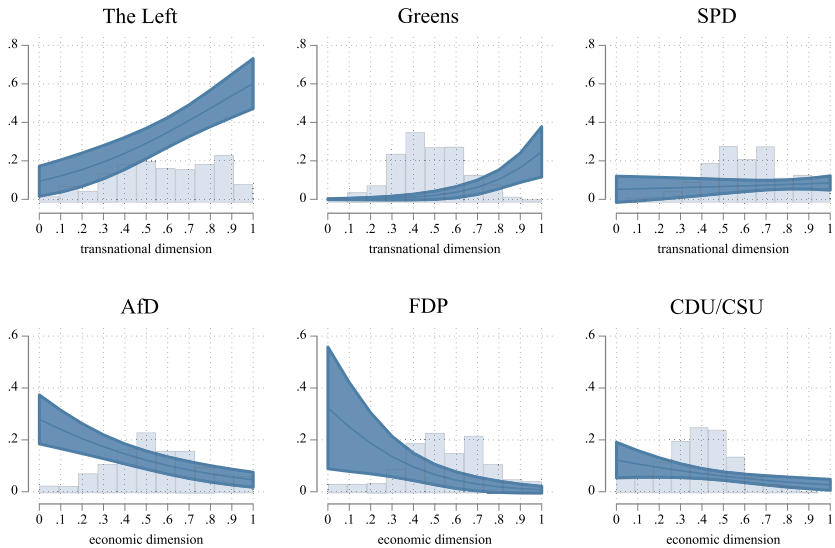 The Left Greens SPD
.8 .8 .8
.6 .6 .6
.4 .4 .4
.2 .2 .2
0 0 0
0 .1 .2 .3 .4 .5 .6 .7 .8 .9 1 0 .1 .2 .3 .4 .5 .6 .7 .8 .9 1 0 .1 .2 .3 .4 .5 .6 .7 .8 .9 1
transnational dimension transnational dimension transnational dimension
AfD FDP CDU/CSU
.6 .6 .6
.4 .4 .4
.2 .2 .2
0 0 0
0 .1 .2 .3 .4 .5 .6 .7 .8 .9 1 0 .1 .2 .3 .4 .5 .6 .7 .8 .9 1 0 .1 .2 .3 .4 .5 .6 .7 .8 .9 1
economic dimension economic dimension economic dimension